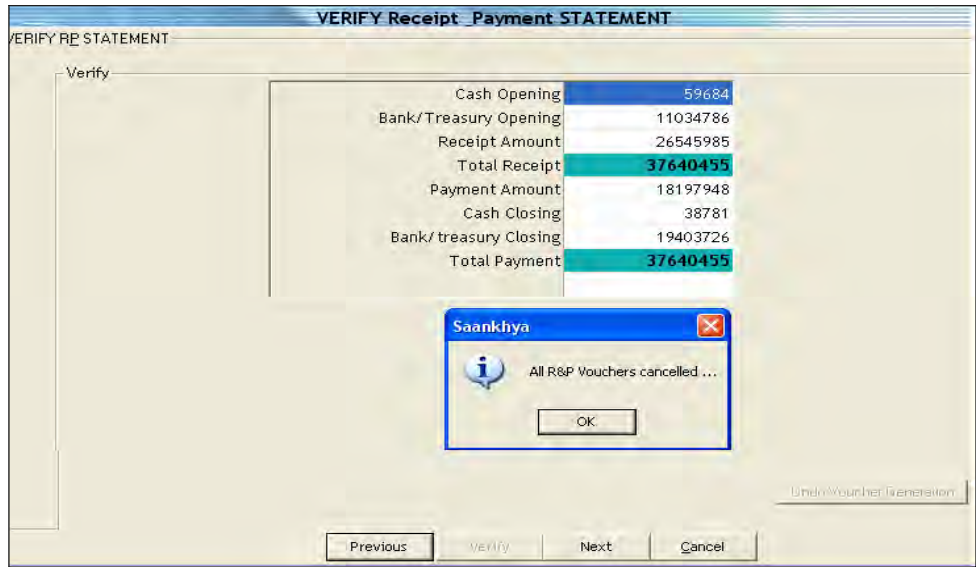 VERIFY Receipt _Payment STATEMENT
VERIFY RP STATEMENT
Verify
Cash Opening 59684
Bank/Treasury Opening 11034786
Receipt Amount 26545985
Total Receipt 37640455
Payment Amount 18197948
Cash Closing 38781
Bank/treasury Closing 19403726
Total Payment 37640455
Saankhya
All R&P Vouchers cancelled ...
OK
Undo Voucher Generation
Previous Verify Next Cancel